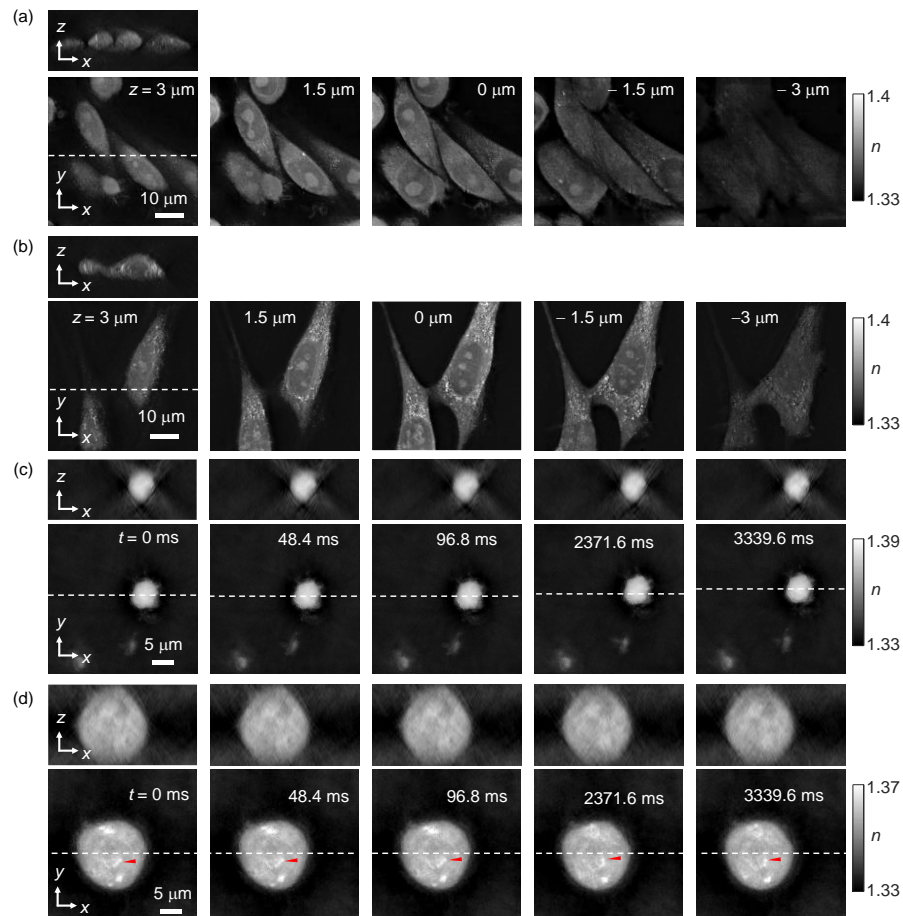 (a)
z
x
z = 3 μm
1.5 μm
0 μm
– 1.5 μm
– 3 μm
1.4
n
1.33
y
x
10 μm
(b)
z
x
z = 3 μm
1.5 μm
0 μm
– 1.5 μm
–3 μm
1.4
n
1.33
y
x
10 μm
(c)
z
x
t = 0 ms
48.4 ms
96.8 ms
2371.6 ms
3339.6 ms
1.39
n
1.33
y
x
5 μm
(d)
z
x
t = 0 ms
48.4 ms
96.8 ms
2371.6 ms
3339.6 ms
1.37
n
1.33
y
x
5 μm